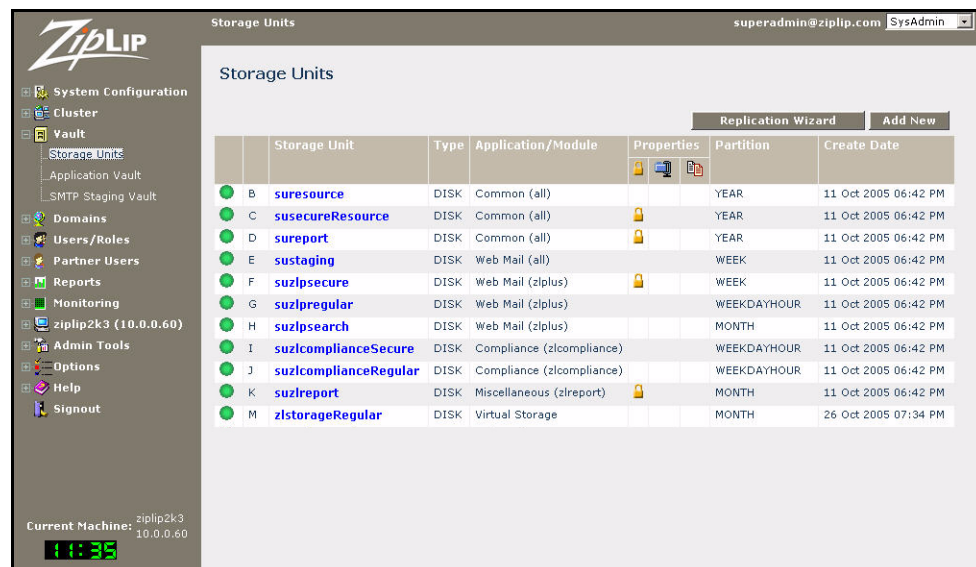 ZIPLIP
Storage Units
superadmin@ziplip.com SysAdmin
System Configuration
Cluster
Vault
Storage Units
Application Vault
SMTP Staging Vault
Domains
Users/Roles
Partner Users
Reports
Monitoring
ziplip2k3 (10.0.0.60)
Admin Tools
Options
Help
Signout
Current Machine: ziplip2k3
10.0.0.60
11:35
Storage Units
Replication Wizard Add New
Storage Unit Type Application/Module Properties Partition Create Date
B suresource DISK Common (all) YEAR 11 Oct 2005 06:42 PM
C susecureResource DISK Common (all) YEAR 11 Oct 2005 06:42 PM
D sureport DISK Common (all) YEAR 11 Oct 2005 06:42 PM
E sustaging DISK Web Mail (all) WEEK 11 Oct 2005 06:42 PM
F suzlpsecure DISK Web Mail (zlplus) WEEK 11 Oct 2005 06:42 PM
G suzlpregular DISK Web Mail (zlplus) WEEKDAYHOUR 11 Oct 2005 06:42 PM
H suzlpsearch DISK Web Mail (zlplus) MONTH 11 Oct 2005 06:42 PM
I suzlcomplianceSecure DISK Compliance (zlcompliance) WEEKDAYHOUR 11 Oct 2005 06:42 PM
J suzlcomplianceRegular DISK Compliance (zlcompliance) WEEKDAYHOUR 11 Oct 2005 06:42 PM
K suzlreport DISK Miscellaneous (zlreport) MONTH 11 Oct 2005 06:42 PM
M zlstorageRegular DISK Virtual Storage MONTH 26 Oct 2005 07:34 PM